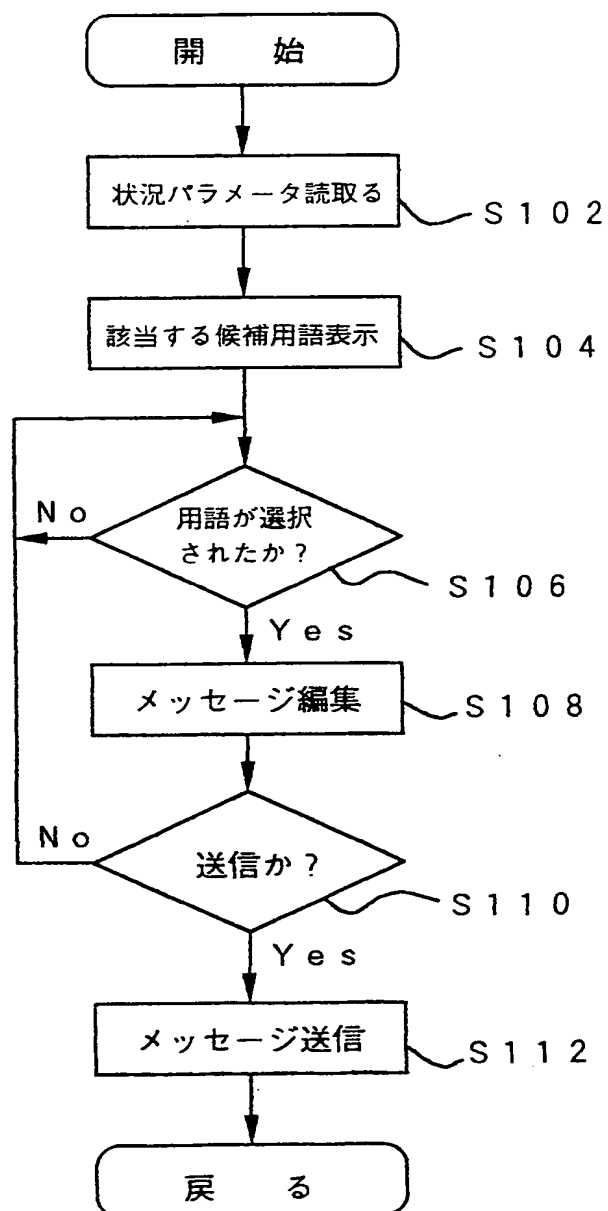 開　始
状況パラメータ読取る
S102
該当する候補用語表示
S104
No
用語が選択
されたか？
S106
Yes
メッセージ編集
S108
No
送信か？
S110
Yes
メッセージ送信
S112
戻　る